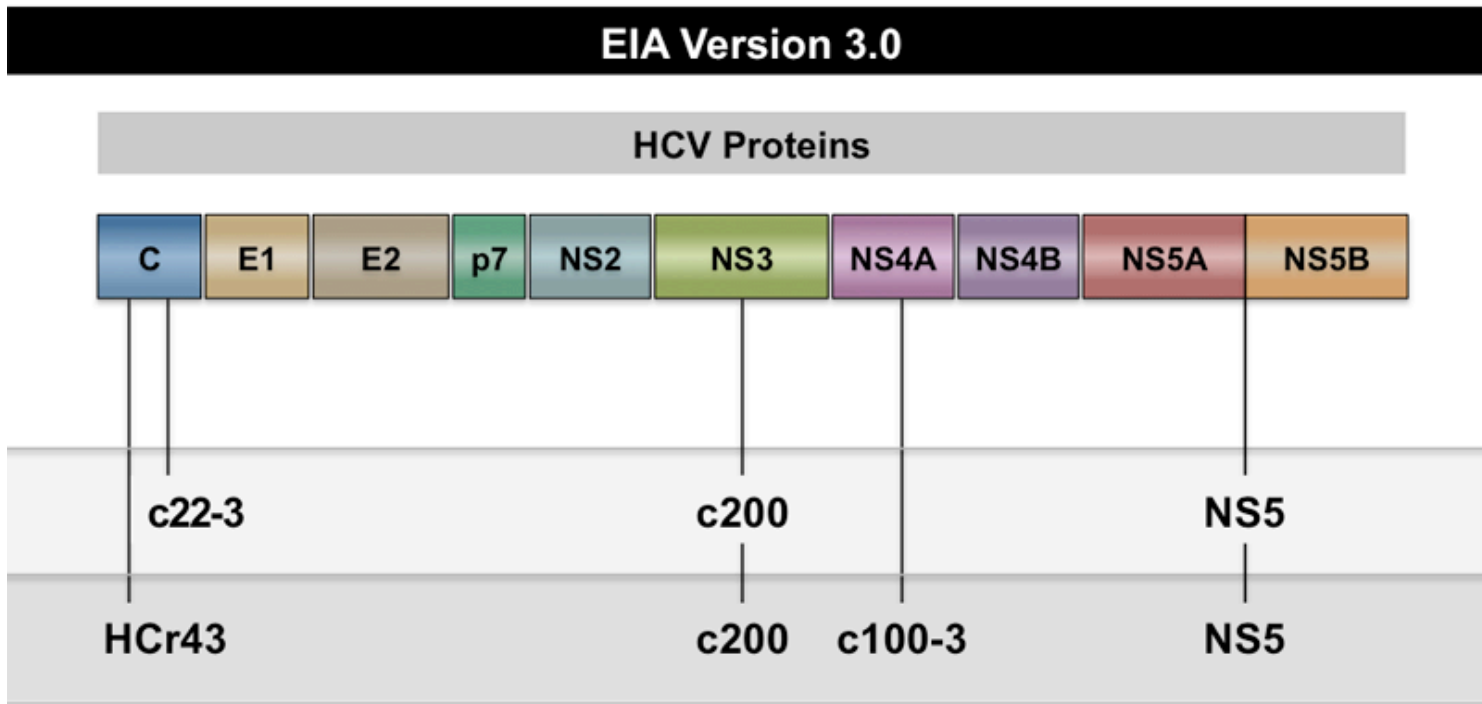 EIA Version 3.0
HCV Proteins
C E1 E2 p7 NS2 NS3 NS4A NS4B NS5A NS5B
c22-3 c200 NS5
HCr43 c200 c100-3 NS5